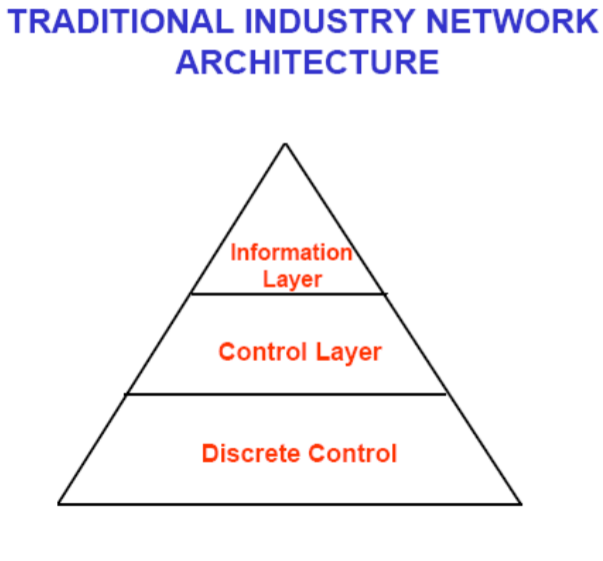 TRADITIONAL INDUSTRY NETWORK
ARCHITECTURE
Information
Layer
Control Layer
Discrete Control